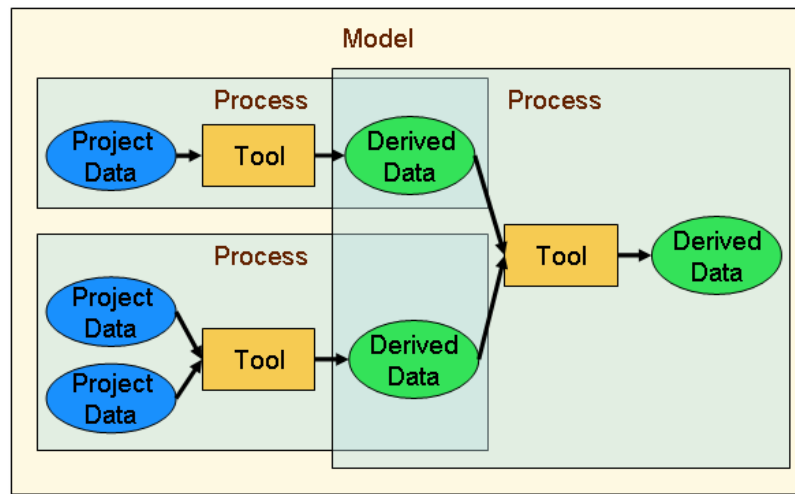 Model
Process
Process
Project
Data
Tool
Derived
Data
Process
Project
Data
Tool
Derived
Data
Project
Data
Tool
Derived
Data